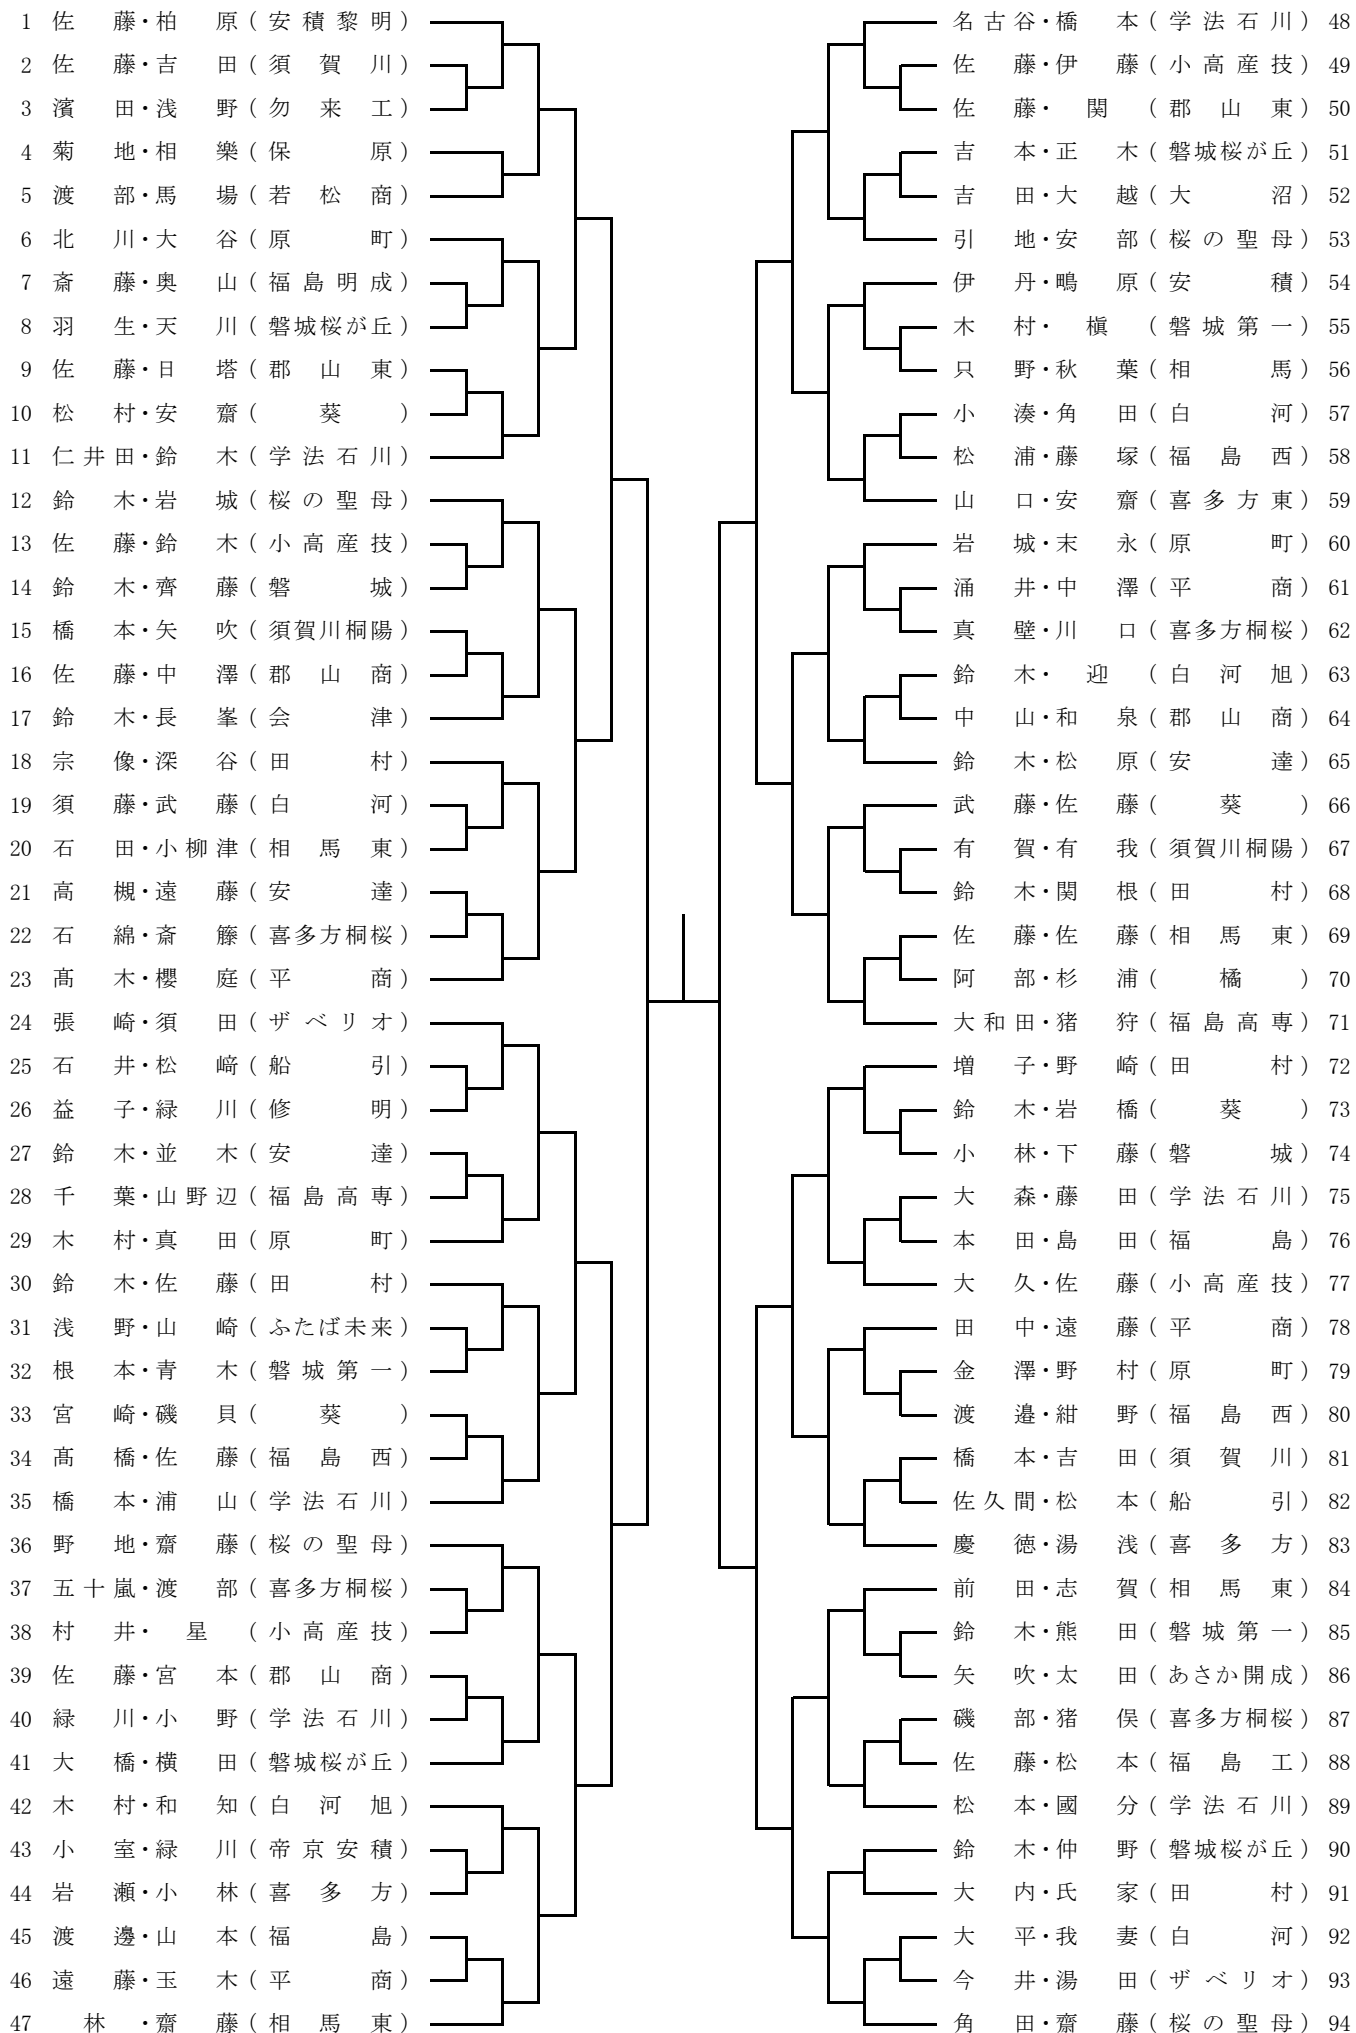 1 佐藤・柏原(安積黎明)
2 佐藤・吉田(須賀川)
3 濱田・浅野(勿来工)
4 菊地・相樂(保原)
5 渡部・馬場(若松商)
6 北川・大谷(原町)
7 斎藤・奥山(福島明成)
8 羽生・天川(磐城桜が丘)
9 佐藤・日塔(郡山東)
10 松村・安齋(葵)
11 仁井田・鈴木(学法石川)
12 鈴木・岩城(桜の聖母)
13 佐藤・鈴木(小高産技)
14 鈴木・齊藤(磐城)
15 橋本・矢吹(須賀川桐陽)
16 佐藤・中澤(郡山商)
17 鈴木・長峯(会津)
18 宗像・深谷(田村)
19 須藤・武藤(白河)
20 石田・小柳津(相馬東)
21 高槻・遠藤(安達)
22 石綿・斎籐(喜多方桐桜)
23 髙木・櫻庭(平商)
24 張崎・須田(ザベリオ)
25 石井・松﨑(船引)
26 益子・緑川(修明)
27 鈴木・並木(安達)
28 千葉・山野辺(福島高専)
29 木村・真田(原町)
30 鈴木・佐藤(田村)
31 浅野・山崎(ふたば未来)
32 根本・青木(磐城第一)
33 宮崎・磯貝(葵)
34 髙橋・佐藤(福島西)
35 橋本・浦山(学法石川)
36 野地・齋藤(桜の聖母)
37 五十嵐・渡部(喜多方桐桜)
38 村井・星(小高産技)
39 佐藤・宮本(郡山商)
40 緑川・小野(学法石川)
41 大橋・横田(磐城桜が丘)
42 木村・和知(白河旭)
43 小室・緑川(帝京安積)
44 岩瀬・小林(喜多方)
45 渡邊・山本(福島)
46 遠藤・玉木(平商)
47 林・齋藤(相馬東)
名古谷・橋本(学法石川) 48
佐藤・伊藤(小高産技) 49
佐藤・関(郡山東) 50
吉本・正木(磐城桜が丘) 51
吉田・大越(大沼) 52
引地・安部(桜の聖母) 53
伊丹・鴫原(安積) 54
木村・槇(磐城第一) 55
只野・秋葉(相馬) 56
小湊・角田(白河) 57
松浦・藤塚(福島西) 58
山口・安齋(喜多方東) 59
岩城・末永(原町) 60
涌井・中澤(平商) 61
真壁・川口(喜多方桐桜) 62
鈴木・迎(白河旭) 63
中山・和泉(郡山商) 64
鈴木・松原(安達) 65
武藤・佐藤(葵) 66
有賀・有我(須賀川桐陽) 67
鈴木・関根(田村) 68
佐藤・佐藤(相馬東) 69
阿部・杉浦(橘) 70
大和田・猪狩(福島高専) 71
増子・野崎(田村) 72
鈴木・岩橋(葵) 73
小林・下藤(磐城) 74
大森・藤田(学法石川) 75
本田・島田(福島) 76
大久・佐藤(小高産技) 77
田中・遠藤(平商) 78
金澤・野村(原町) 79
渡邉・紺野(福島西) 80
橋本・吉田(須賀川) 81
佐久間・松本(船引) 82
慶徳・湯浅(喜多方) 83
前田・志賀(相馬東) 84
鈴木・熊田(磐城第一) 85
矢吹・太田(あさか開成) 86
磯部・猪俣(喜多方桐桜) 87
佐藤・松本(福島工) 88
松本・國分(学法石川) 89
鈴木・仲野(磐城桜が丘) 90
大内・氏家(田村) 91
大平・我妻(白河) 92
今井・湯田(ザベリオ) 93
角田・齋藤(桜の聖母) 94